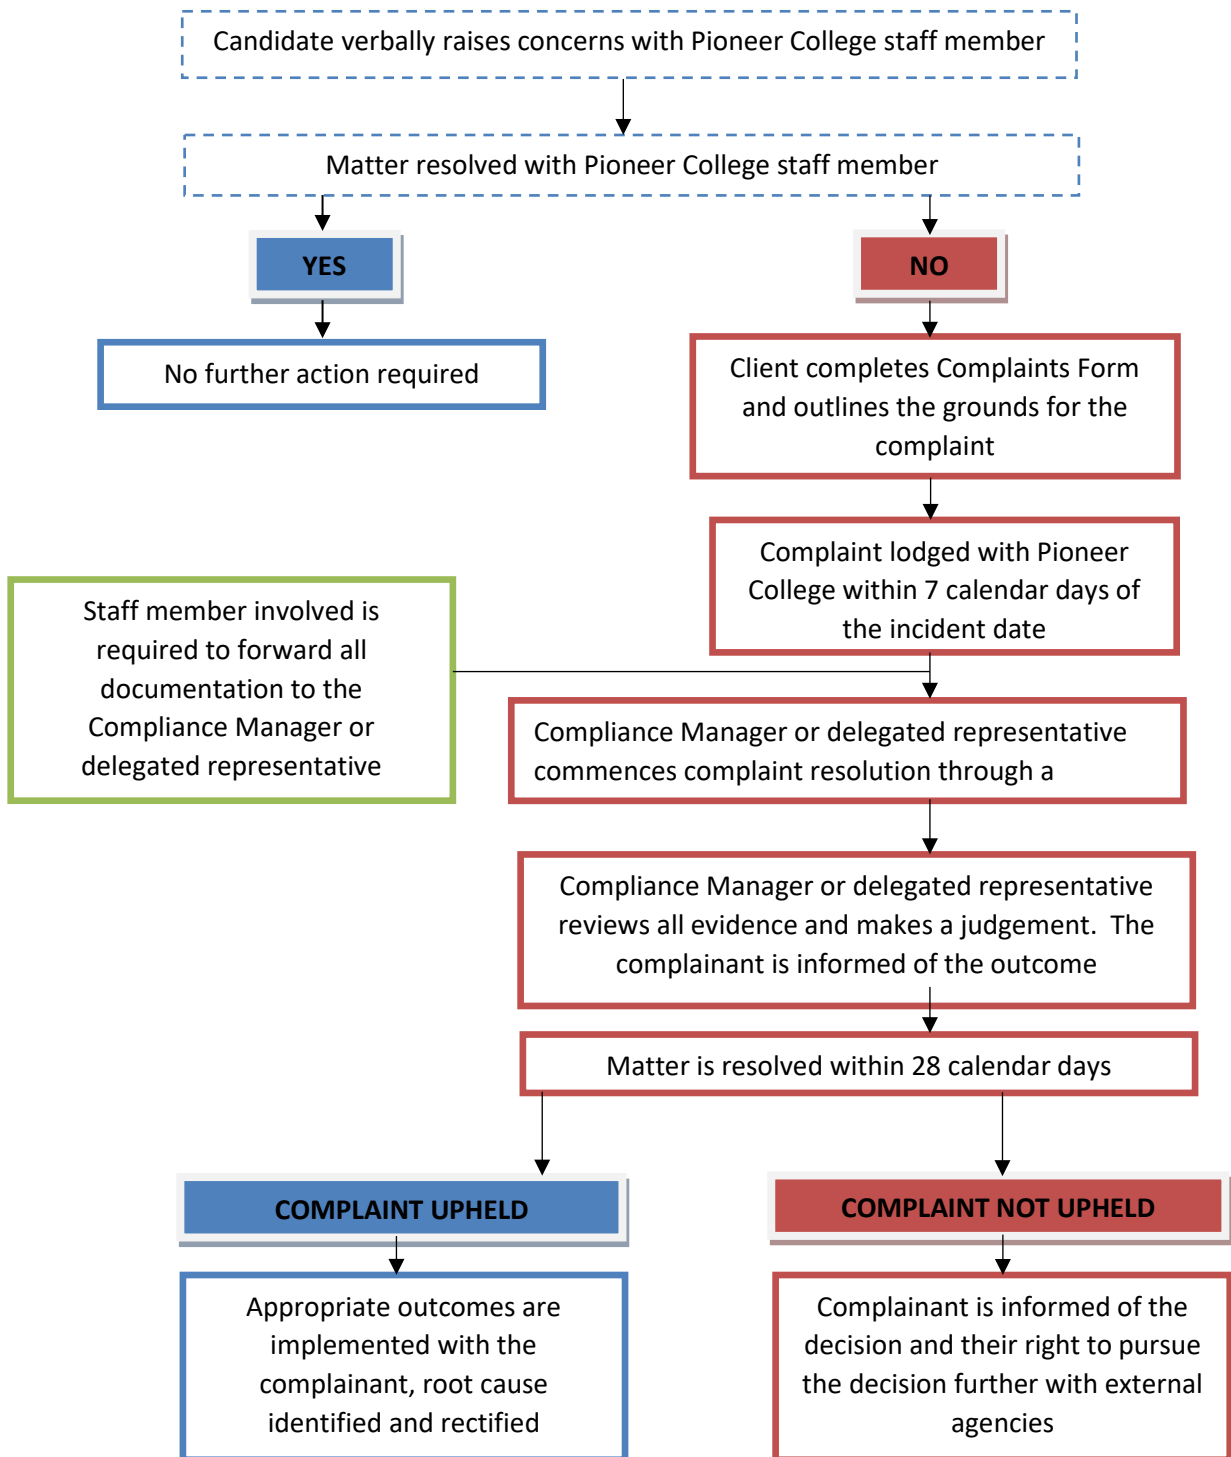 Candidate verbally raises concerns with Pioneer College staff member
Matter resolved with Pioneer College staff member
YES
NO
No further action required
Client completes Complaints Form
and outlines the grounds for the
complaint
Complaint lodged with Pioneer
College within 7 calendar days of
the incident date
Staff member involved is
required to forward all
documentation to the
Compliance Manager or
delegated representative
Compliance Manager or delegated representative
commences complaint resolution through a
Compliance Manager or delegated representative
reviews all evidence and makes a judgement.  The
complainant is informed of the outcome
Matter is resolved within 28 calendar days
COMPLAINT UPHELD
COMPLAINT NOT UPHELD
Appropriate outcomes are
implemented with the
complainant, root cause
identified and rectified
Complainant is informed of the
decision and their right to pursue
the decision further with external
agencies